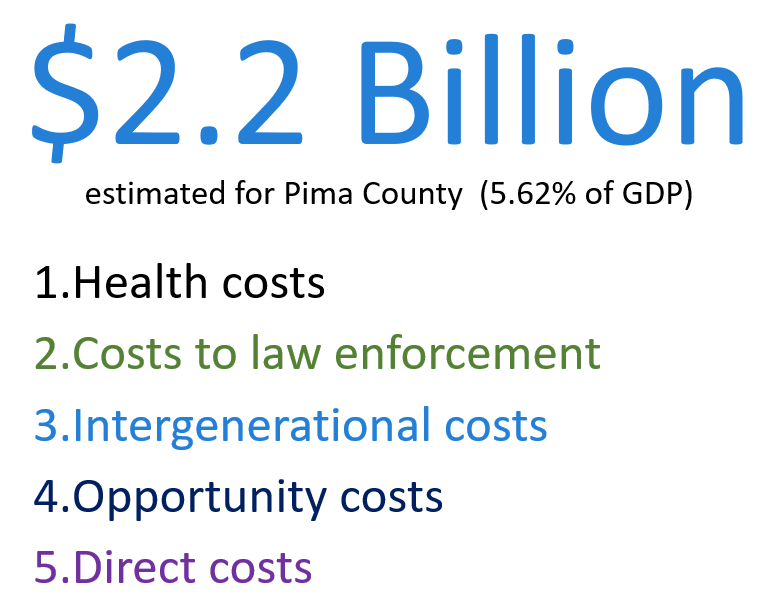 $2.2 Billion
estimated for Pima County (5.62% of GDP)
1.Health costs
2.Costs to law enforcement
3.Intergenerational costs
4.Opportunity costs
5.Direct costs